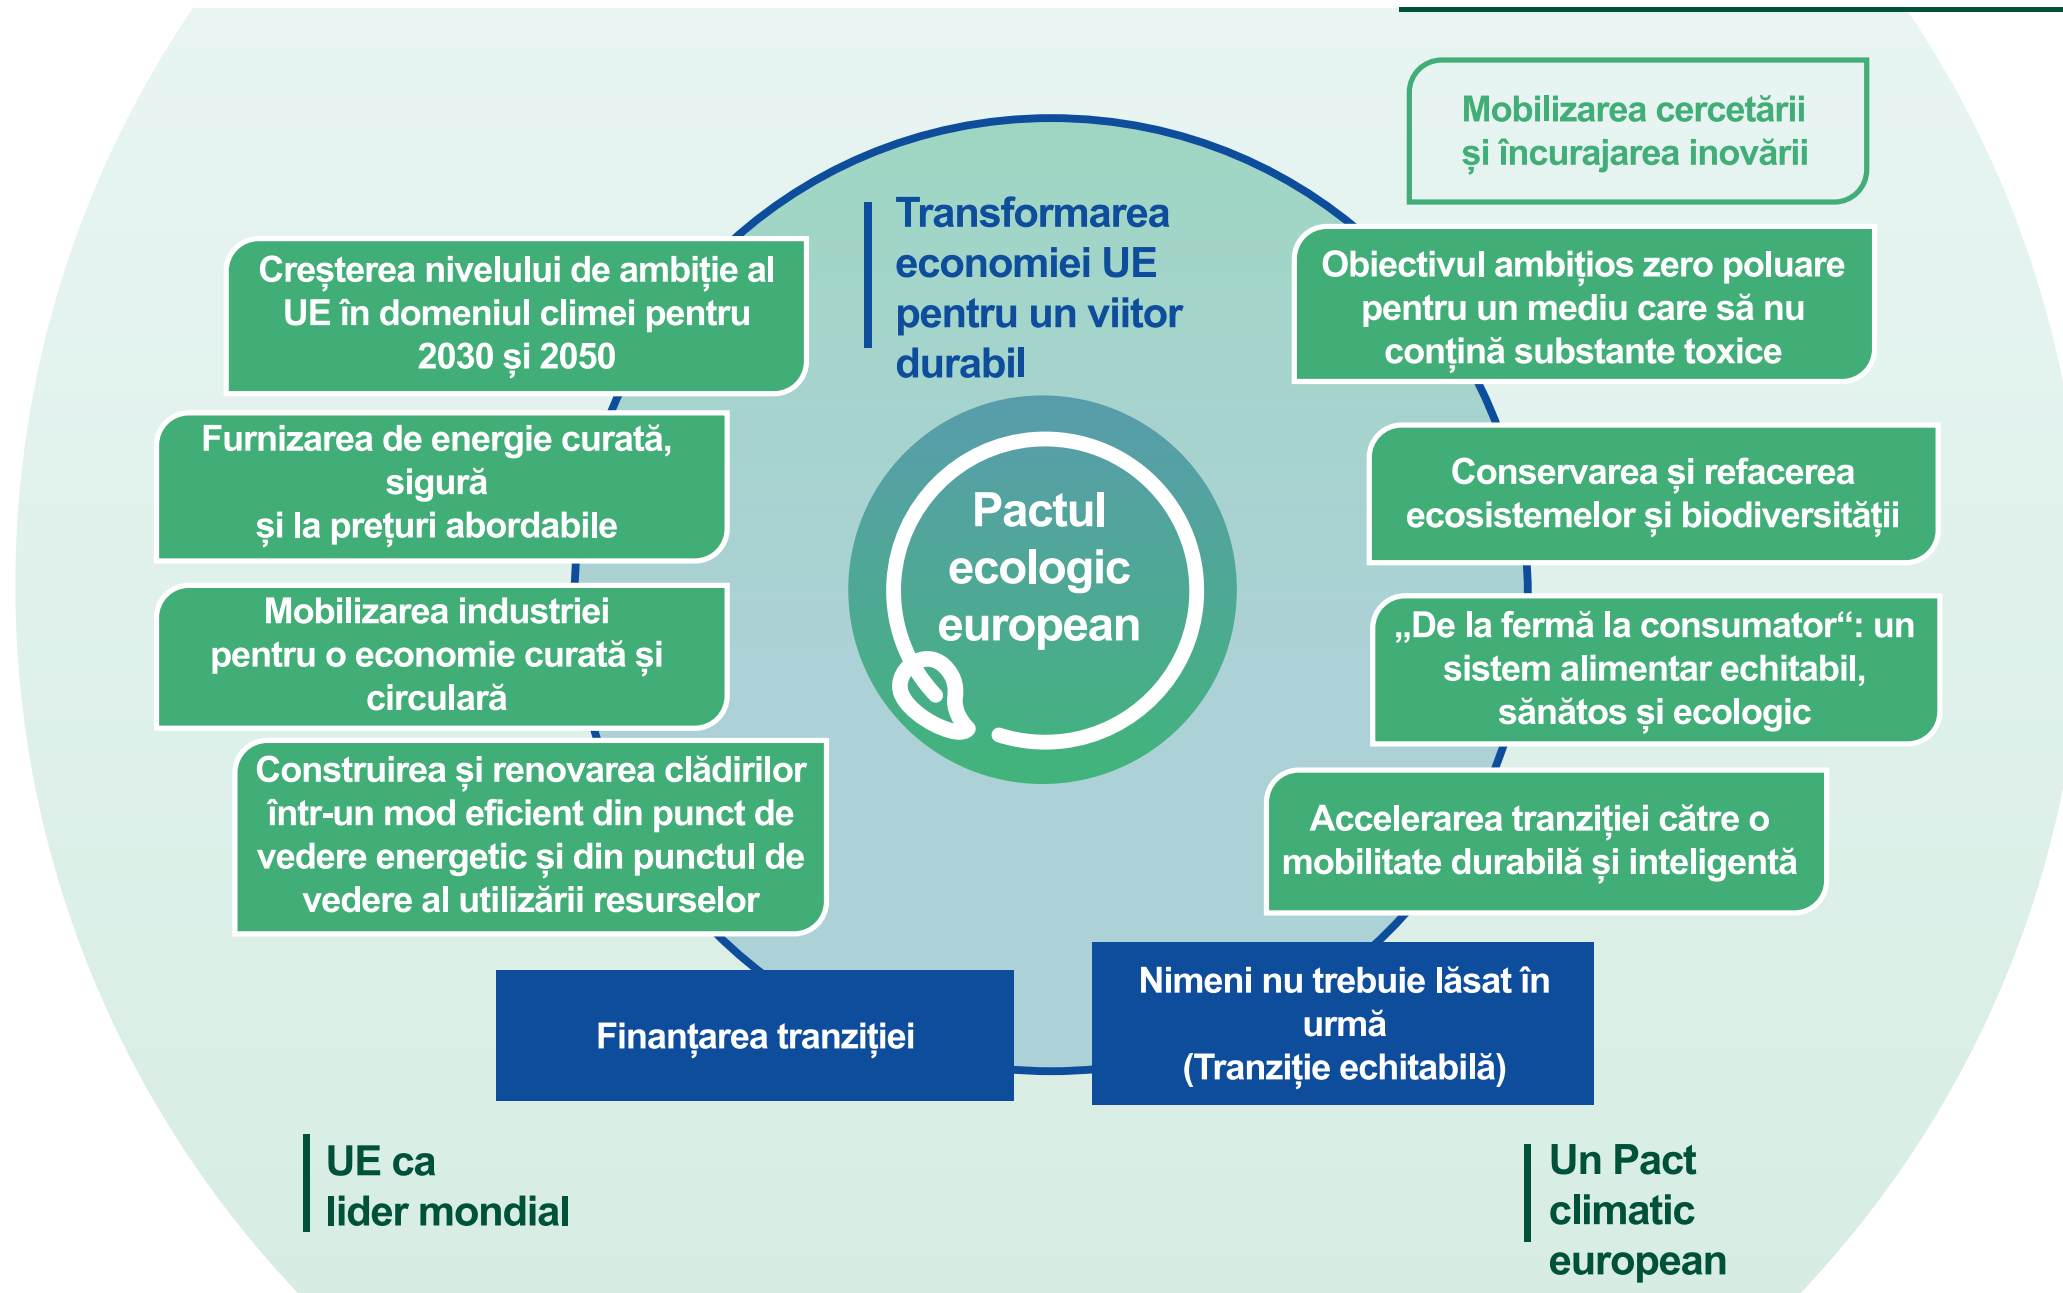 Mobilizarea cercetării
și încurajarea inovării
Transformarea
economiei UE
pentru un viitor
durabil
Creșterea nivelului de ambiție al
UE în domeniul climei pentru
2030 și 2050
Obiectivul ambițios zero poluare
pentru un mediu care să nu
conțină substante toxice
Furnizarea de energie curată,
sigură
și la prețuri abordabile
Conservarea și refacerea
ecosistemelor și biodiversității
Pactul
ecologic
european
Mobilizarea industriei
pentru o economie curată și
circulară
„De la fermă la consumator“: un
sistem alimentar echitabil,
sănătos și ecologic
Construirea și renovarea clădirilor
într-un mod eficient din punct de
vedere energetic și din punctul de
vedere al utilizării resurselor
Accelerarea tranziției către o
mobilitate durabilă și inteligentă
Finanțarea tranziției
Nimeni nu trebuie lăsat în
urmă
(Tranziție echitabilă)
UE ca
lider mondial
Un Pact
climatic
european